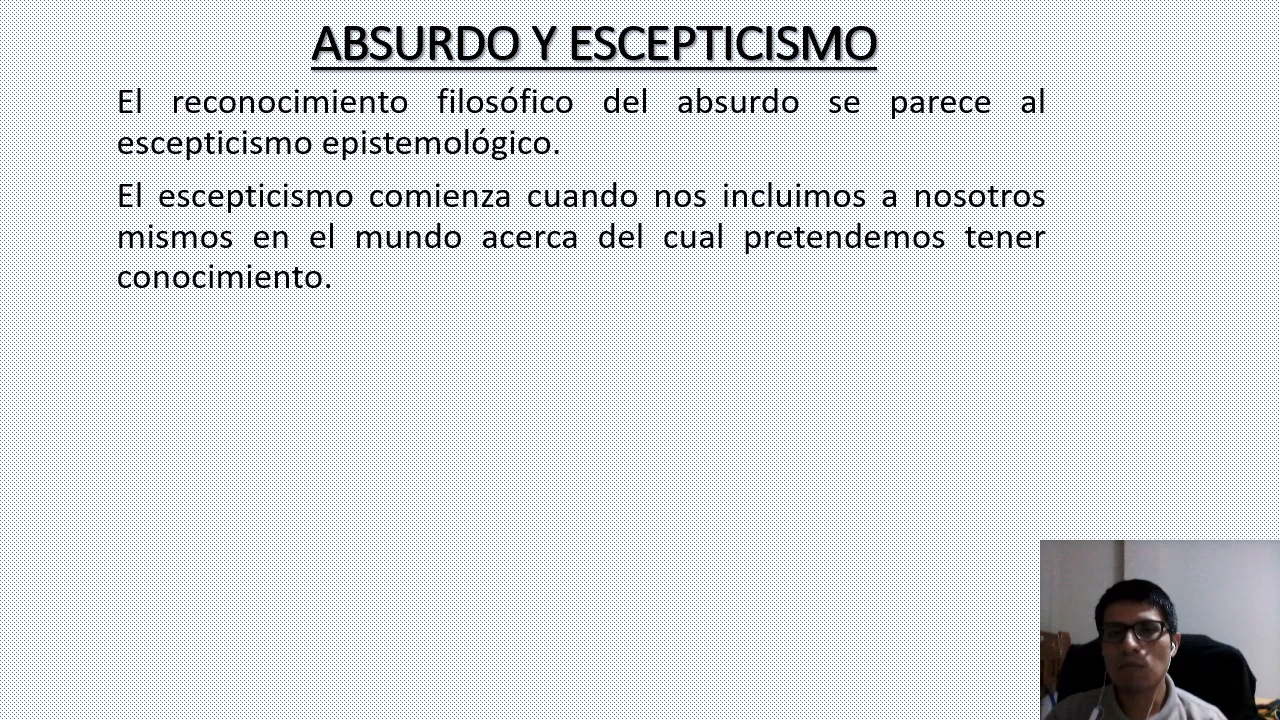 ABSURDO Y ESCEPTICISMO
El reconocimiento filosófico del absurdo se parece al
escepticismo epistemológico.
El escepticismo comienza cuando nos incluimos a nosotros
mismos en el mundo acerca del cual pretendemos tener
conocimiento.